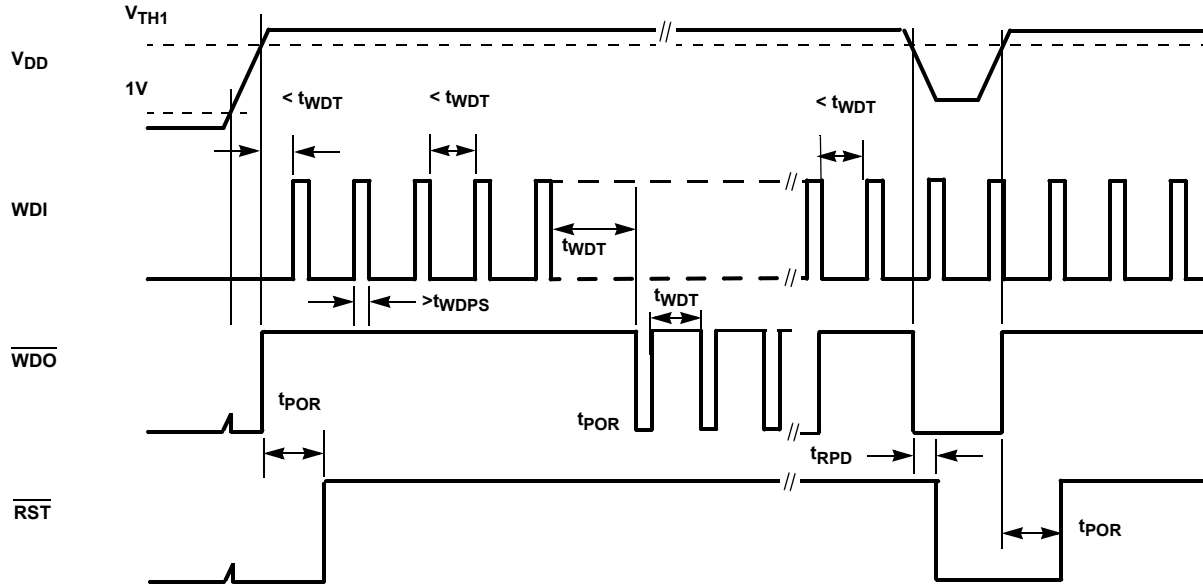 VTH1
VDD
1V
< tWDT
< tWDT
< tWDT
WDI
tWDT
>tWDPS
tWDT
WDO
tPOR
tPOR
tRPD
RST
tPOR